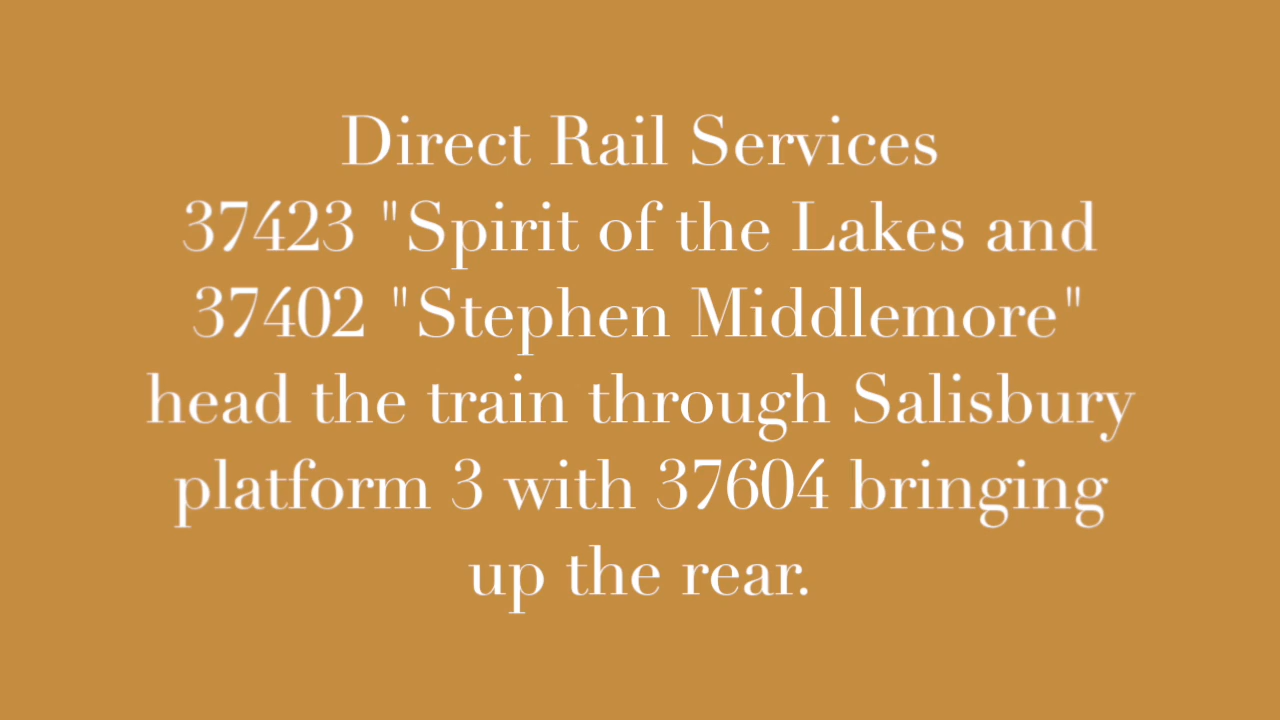 Direct Rail Services
37423 "Spirit of the Lakes and
37402 "Stephen Middlemore"
head the train through Salisbury
platform 3 with 37604 bringing
up the rear.